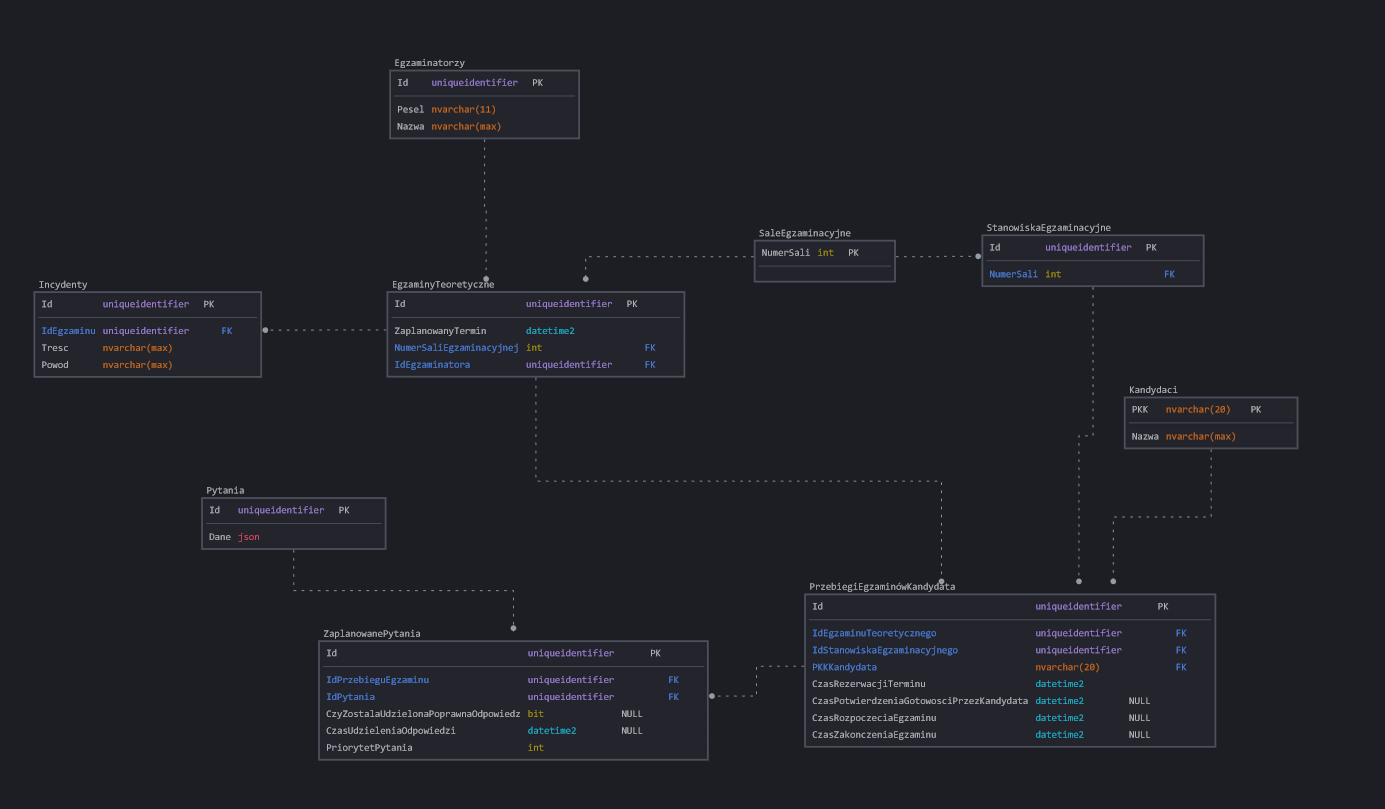 Egzaminatorzy
Id uniqueidentifier PK
Pesel nvarchar(11)
Nazwa nvarchar(max)
SaleEgzaminacyjne
NumerSali int PK
StanowiskaEgzaminacyjne
Id uniqueidentifier PK
NumerSali int FK
Incydenty
Id uniqueidentifier PK
IdEgzaminu uniqueidentifier FK
Tresc nvarchar(max)
Powod nvarchar(max)
EgzaminyTeoretyczne
Id uniqueidentifier PK
ZaplanowanyTermin datetime2
NumerSaliEgzaminacyjnej int FK
IdEgzaminatora uniqueidentifier FK
Kandydaci
PKK nvarchar(20) PK
Nazwa nvarchar(max)
Pytania
Id uniqueidentifier PK
Dane json
ZaplanowanePytania
Id uniqueidentifier PK
IdPrzebieguEgzaminu uniqueidentifier FK
IdPytania uniqueidentifier FK
CzyZostalaUdzielonaPoprawnaOdpowiedz bit NULL
CzasUdzieleniaOdpowiedzi datetime2 NULL
PriorytetPytania int
PrzebiegiEgzaminówKandydata
Id uniqueidentifier PK
IdEgzaminuTeoretycznego uniqueidentifier FK
IdStanowiskaEgzaminacyjnego uniqueidentifier FK
PKKKandydata nvarchar(20) FK
CzasRezerwacjiTerminu datetime2
CzasPotwierdzeniaGotowosciPrzezKandydata datetime2 NULL
CzasRozpoczeciaEgzaminu datetime2 NULL
CzasZakonczeniaEgzaminu datetime2 NULL